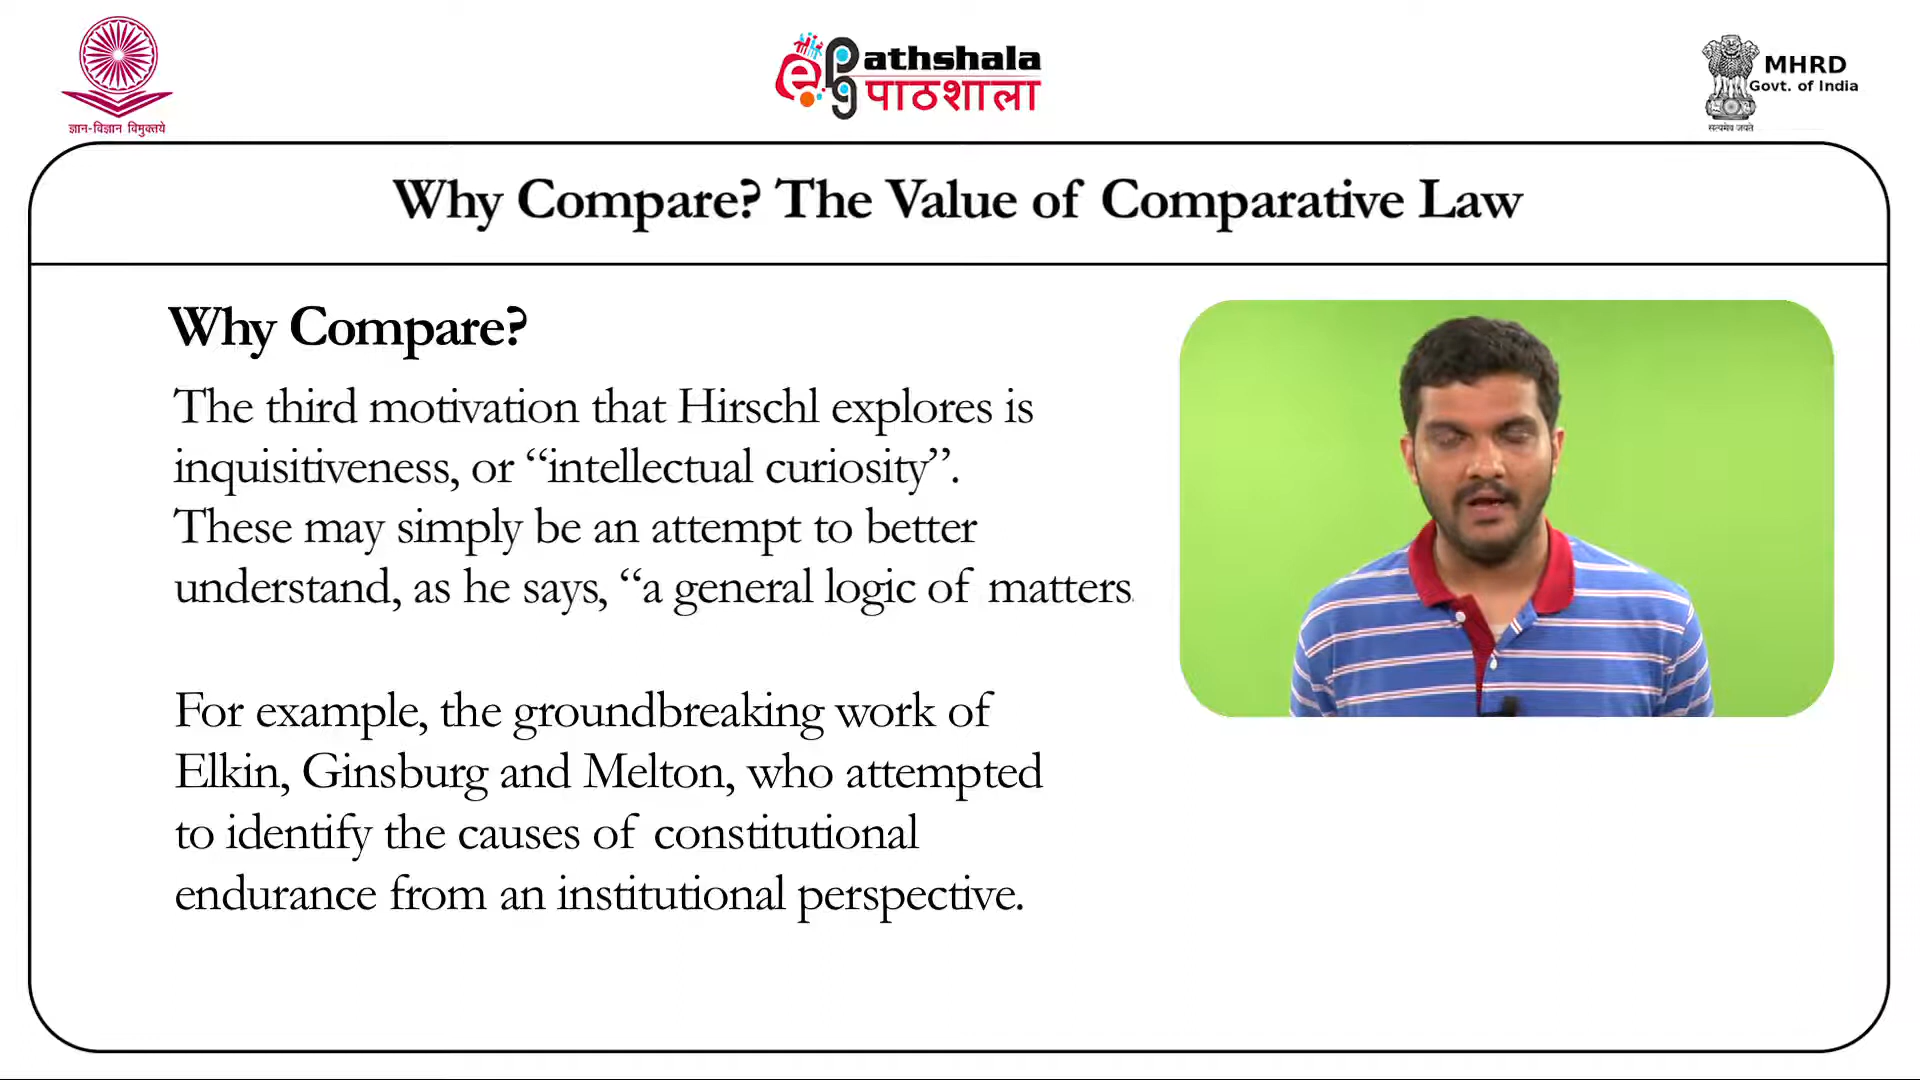 ज्ञान-विज्ञान विमुक्तये
ePathshala
पाठशाला
MHRD
Govt. of India
सत्यमेव जयते
Why Compare? The Value of Comparative Law
Why Compare?
The third motivation that Hirschl explores is
inquisitiveness, or “intellectual curiosity”.
These may simply be an attempt to better
understand, as he says, “a general logic of matters.
For example, the groundbreaking work of
Elkin, Ginsburg and Melton, who attempted
to identify the causes of constitutional
endurance from an institutional perspective.